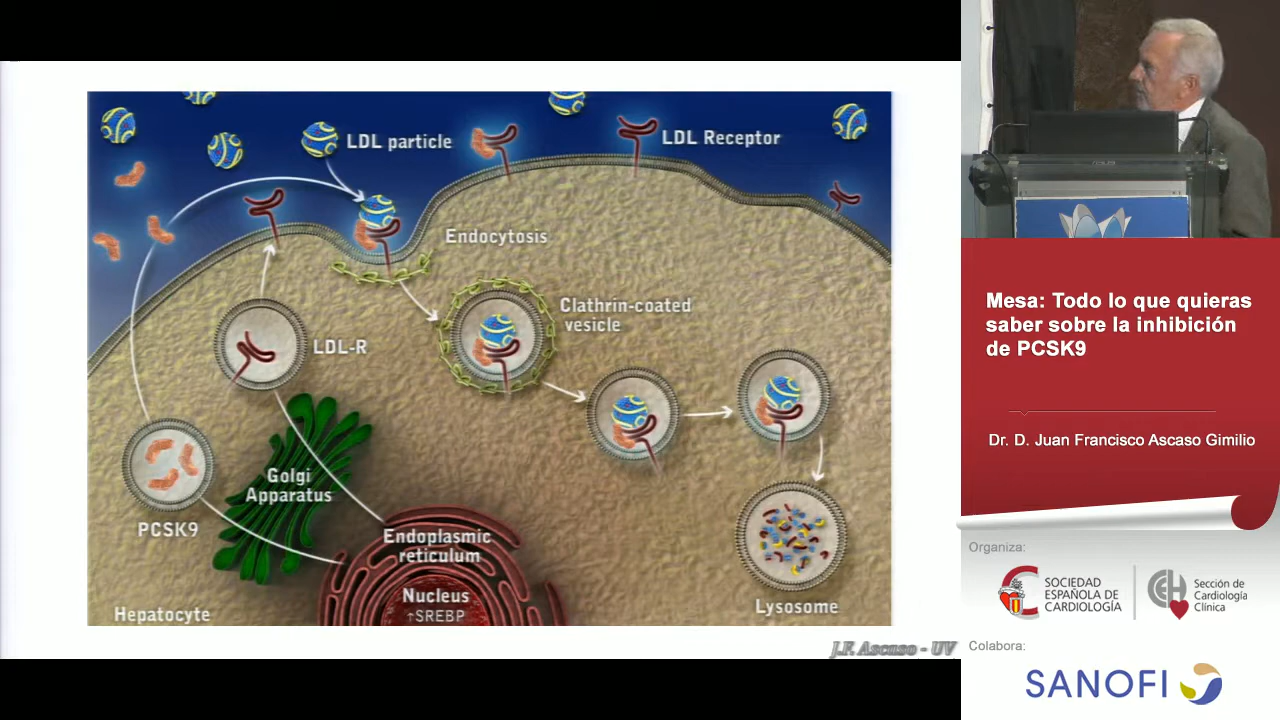 LDL particle
LDL Receptor
Endocytosis
Clathrin-coated
vesicle
LDL-R
Golgi
Apparatus
PCSK9
Endoplasmic
reticulum
Nucleus
↑SREBP
Hepatocyte
Lysosome
J.F. Ascaso - UV
Mesa: Todo lo que quieras
saber sobre la inhibición
de PCSK9
Dr. D. Juan Francisco Ascaso Gimilio
Organiza:
SOCIEDAD
ESPAÑOLA DE
CARDIOLOGÍA
Sección de
Cardiología
Clínica
Colabora:
SANOFI